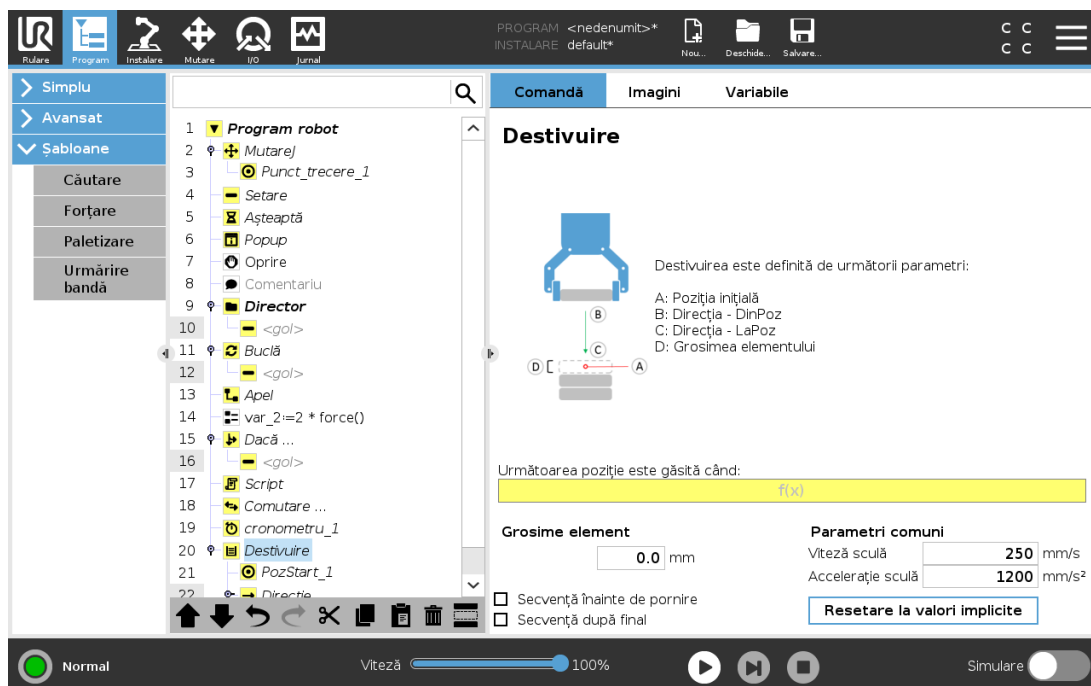 PROGRAM <nedenumit>*
INSTALARE default*
Rulare
Program
Instalare
Mutare
I/O
Jurnal
Nou...
Deschide...
Salvare...
C C
C C
Simplu
Avansat
Șabloane
Căutare
Forțare
Paletizare
Urmărire
bandă
1 Program robot
2 MutareJ
3 Punct_trecere_1
4 Setare
5 Așteaptă
6 Popup
7 Oprire
8 Comentariu
9 Director
10 <gol>
11 Buclă
12 <gol>
13 Apel
14 var_2:=2 * force()
15 Dacă ...
16 <gol>
17 Script
18 Comutare ...
19 cronometru_1
20 Destivuire
21 PozStart_1
22 Direcție
Comandă
Imagini
Variabile
Destivuire
B
C
D
A
Destivuirea este definită de următorii parametri:
A: Poziția inițială
B: Direcția - DinPoz
C: Direcția - LaPoz
D: Grosimea elementului
Următoarea poziție este găsită când:
f(x)
Grosime element
0.0 mm
Secvență înainte de pornire
Secvență după final
Parametri comuni
Viteză sculă 250 mm/s
Accelerație sculă 1200 mm/s²
Resetare la valori implicite
Normal
Viteză 100%
Simulare